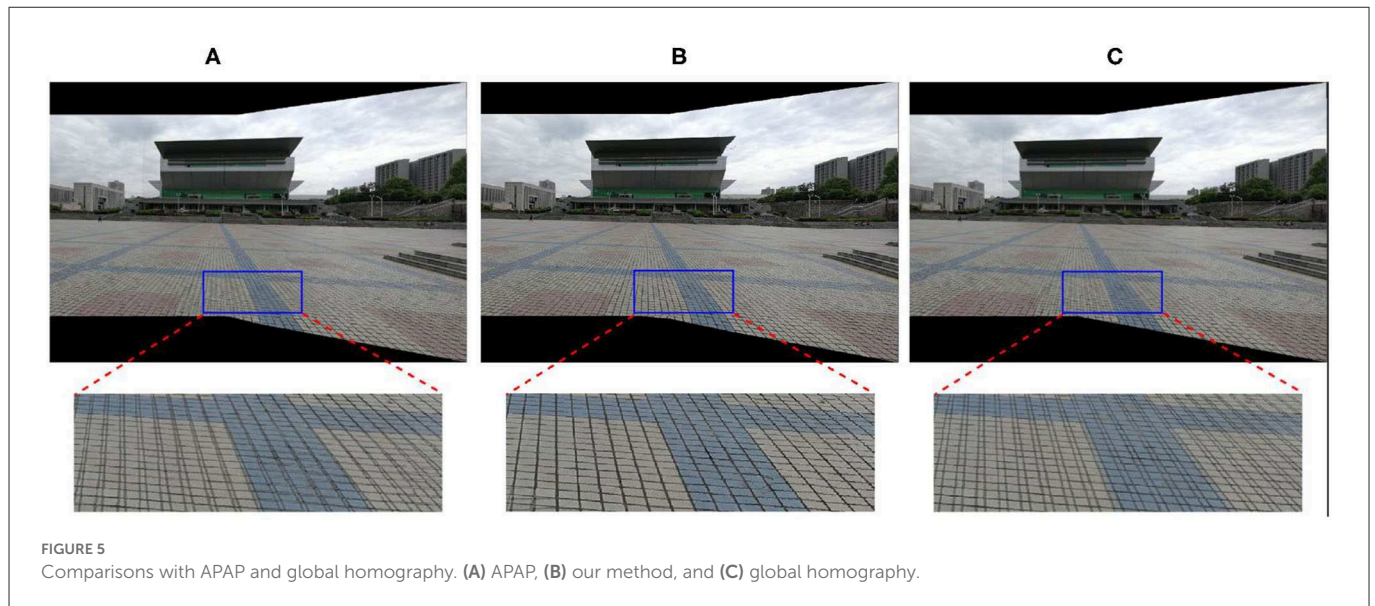 A B C
FIGURE 5
Comparisons with APAP and global homography. (A) APAP, (B) our method, and (C) global homography.